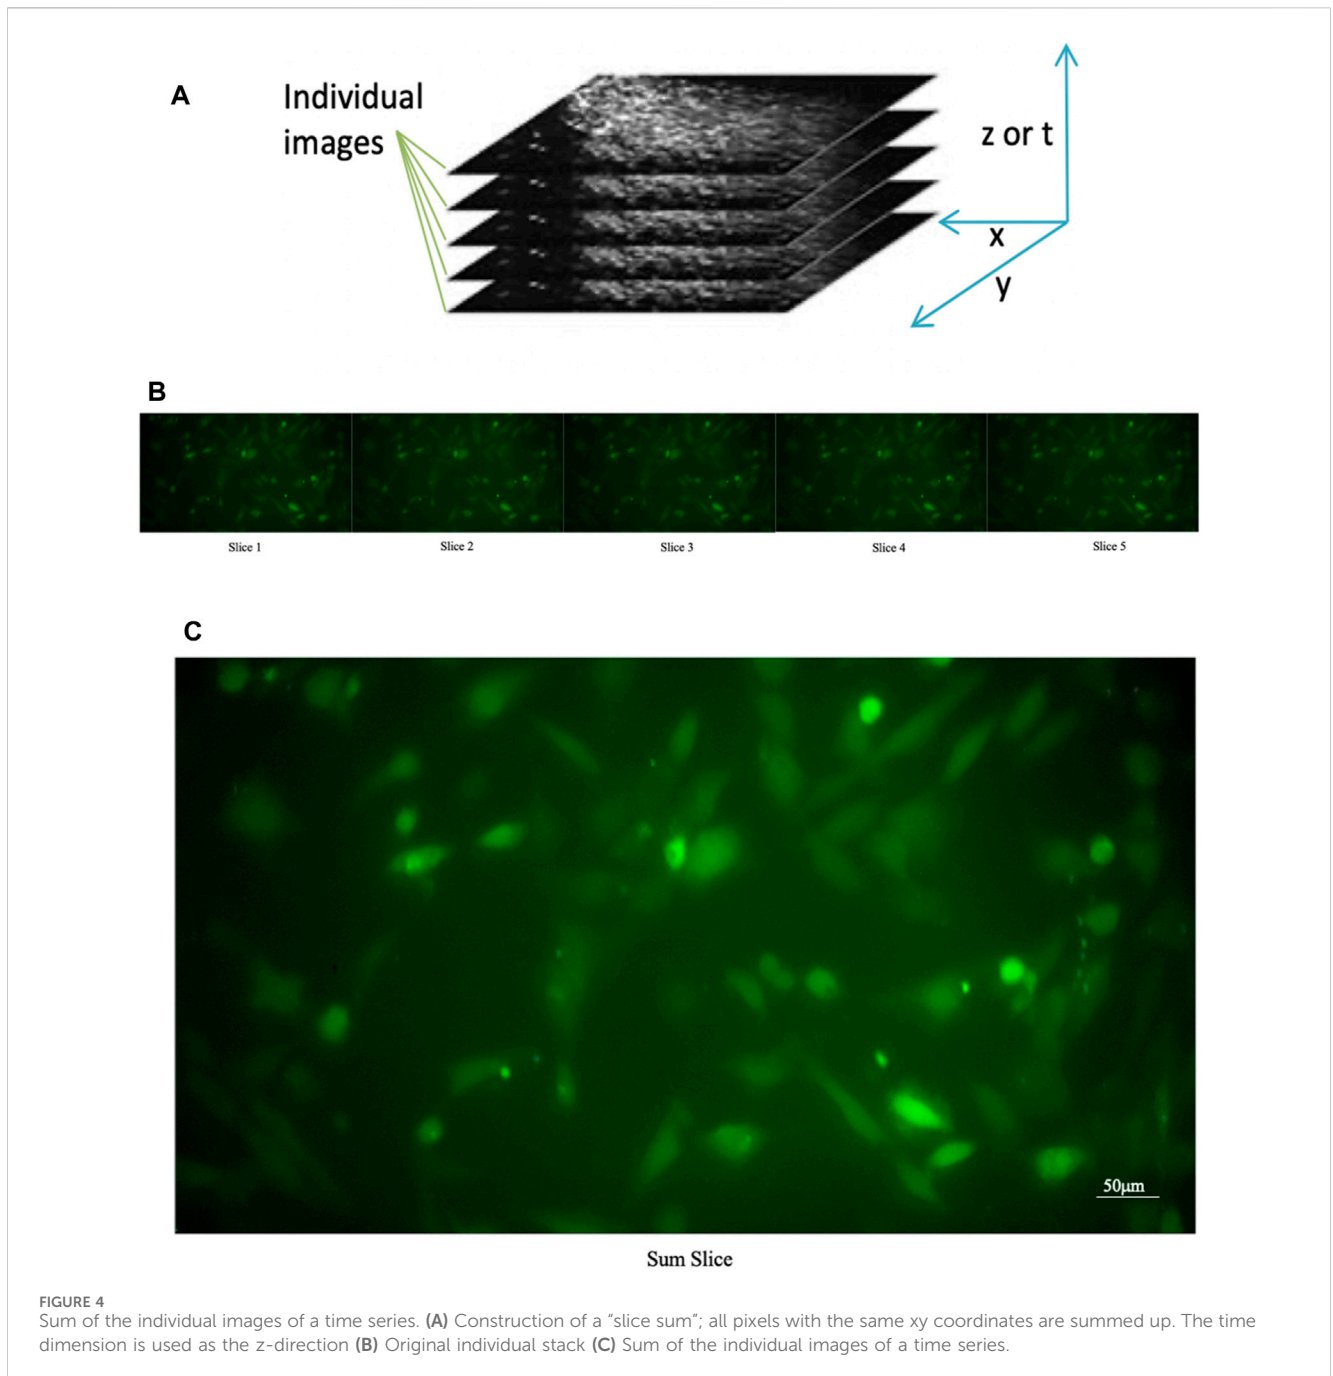 A
Individual
images
z or t
x
y
B
Slice 1
Slice 2
Slice 3
Slice 4
Slice 5
C
50μm
Sum Slice
FIGURE 4
Sum of the individual images of a time series. (A) Construction of a “slice sum”; all pixels with the same xy coordinates are summed up. The time
dimension is used as the z-direction (B) Original individual stack (C) Sum of the individual images of a time series.